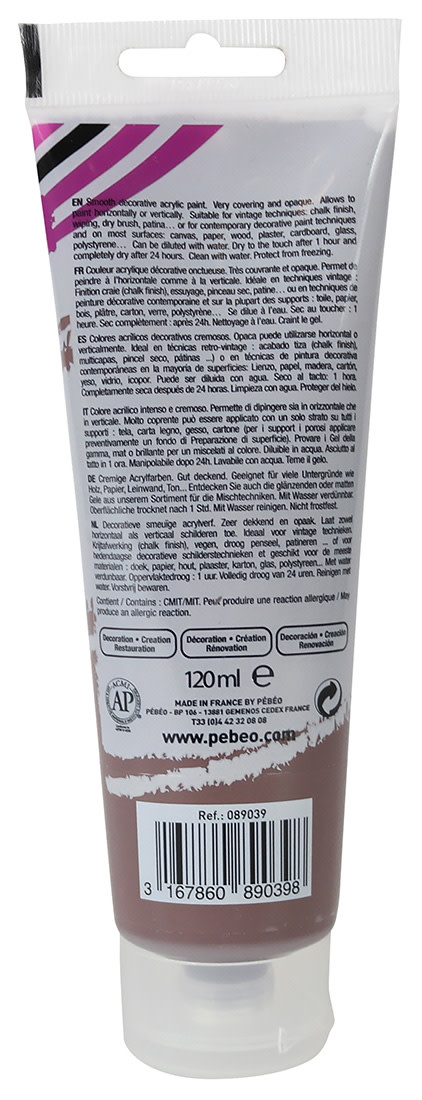 EN Smooth decorative acrylic paint. Very covering and opaque. Allows to
paint horizontally or vertically. Suitable for vintage techniques: chalk finish,
wiping, dry brush, patina... or for contemporary decorative paint techniques
and on most surfaces: canvas, paper, wood, plaster, cardboard, glass,
polystyrene... Can be diluted with water. Dry to the touch after 1 hour and
completely dry after 24 hours. Clean with water. Protect from freezing.
FR Couleur acrylique décorative onctueuse. Très couvrante et opaque. Permet de
peindre à l'horizontale comme à la verticale. Idéale en techniques vintage :
Finition craie (chalk finish), essuyage, pinceau sec, patine... ou en techniques de
peinture décorative contemporaine et sur la plupart des supports : toile, papier,
bois, plâtre, carton, verre, polystyrène... Se dilue à l'eau. Sec au toucher : 1
heure. Sec complètement : après 24h. Nettoyage à l'eau. Craint le gel.
ES Colores acrílicos decorativos cremosos. Opaca puede utilizarse horizontal o
verticalmente. Ideal en técnicas retro-vintage : acabado tiza (chalk finish),
multicapas, pincel seco, pátinas ...) o en técnicas de pintura decorativa
contemporáneas en la mayoria de superficies: Lienzo, papel, madera, cartón,
yeso, vidrio, icopor. Puede ser diluida con agua. Seco al tacto: 1 hora.
Completamente seca después de 24 horas. Limpieza con agua. Proteger del hielo.
IT Colore acrilico intenso e cremoso. Permette di dipingere sia in orizzontale che
in verticale. Molto coprente può essere applicato con un solo strato su tutti i
supporti : tela, carta legno, gesso, cartone (per i supporti i porosi applicare
preventivamente un fondo di Preparazione di superficie). Provare i Gel della
gamma, mat o brillante per un miscelati al colore. Diluible in acqua. Asciutto al
tatto in 1 ora. Manipolabile dopo 24h. Lavabile con acqua. Teme il gelo.
DE Cremige Acrylfarben. Gut deckend. Geeignet für viele Untergründe wie
Holz, Papier, Leinwand, Ton... Entdecken Sie auch die glänzenden oder matten
Gele aus unserem Sortiment für die Mischtechniken. Mit Wasser verdünnbar.
Oberflächlich trocknet nach 1 Std. Mit Wasser reinigen. Nicht frostfest.
NL Decoratieve smeuïge acrylverf. Zeer dekkend en opaak. Laat zowel
horizontaal als verticaal schilderen toe. Ideaal voor vintage technieken.
Krijtafwerking (chalk finish), vegen, droog penseel, patineren ... of voor
hedendaagse decoratieve schildertechnieken et geschikt voor de meeste
materialen : doek, papier, hout, plaaster, karton, glas, polystyreen... Met water
verdunbaar. Oppervlaktedroog : 1 uur. Volledig droog van 24 uren. Reinigen met
water. Vorstvrij bewaren.
Contient / Contains : CMIT/MIT. Peut produire une reaction allergique / May
produce an allergic reaction.
Decoration • Creation
Restauration
Décoration • Création
Rénovation
Decoración • Creación
Renovación
ACMI
AP
120ml e
MADE IN FRANCE BY PÉBÉO
PÉBÉO - BP 106 - 13881 GEMENOS CEDEX FRANCE
T33 (0)4 42 32 08 08
www.pebeo.com
Ref.: 089039
3 167860 890398